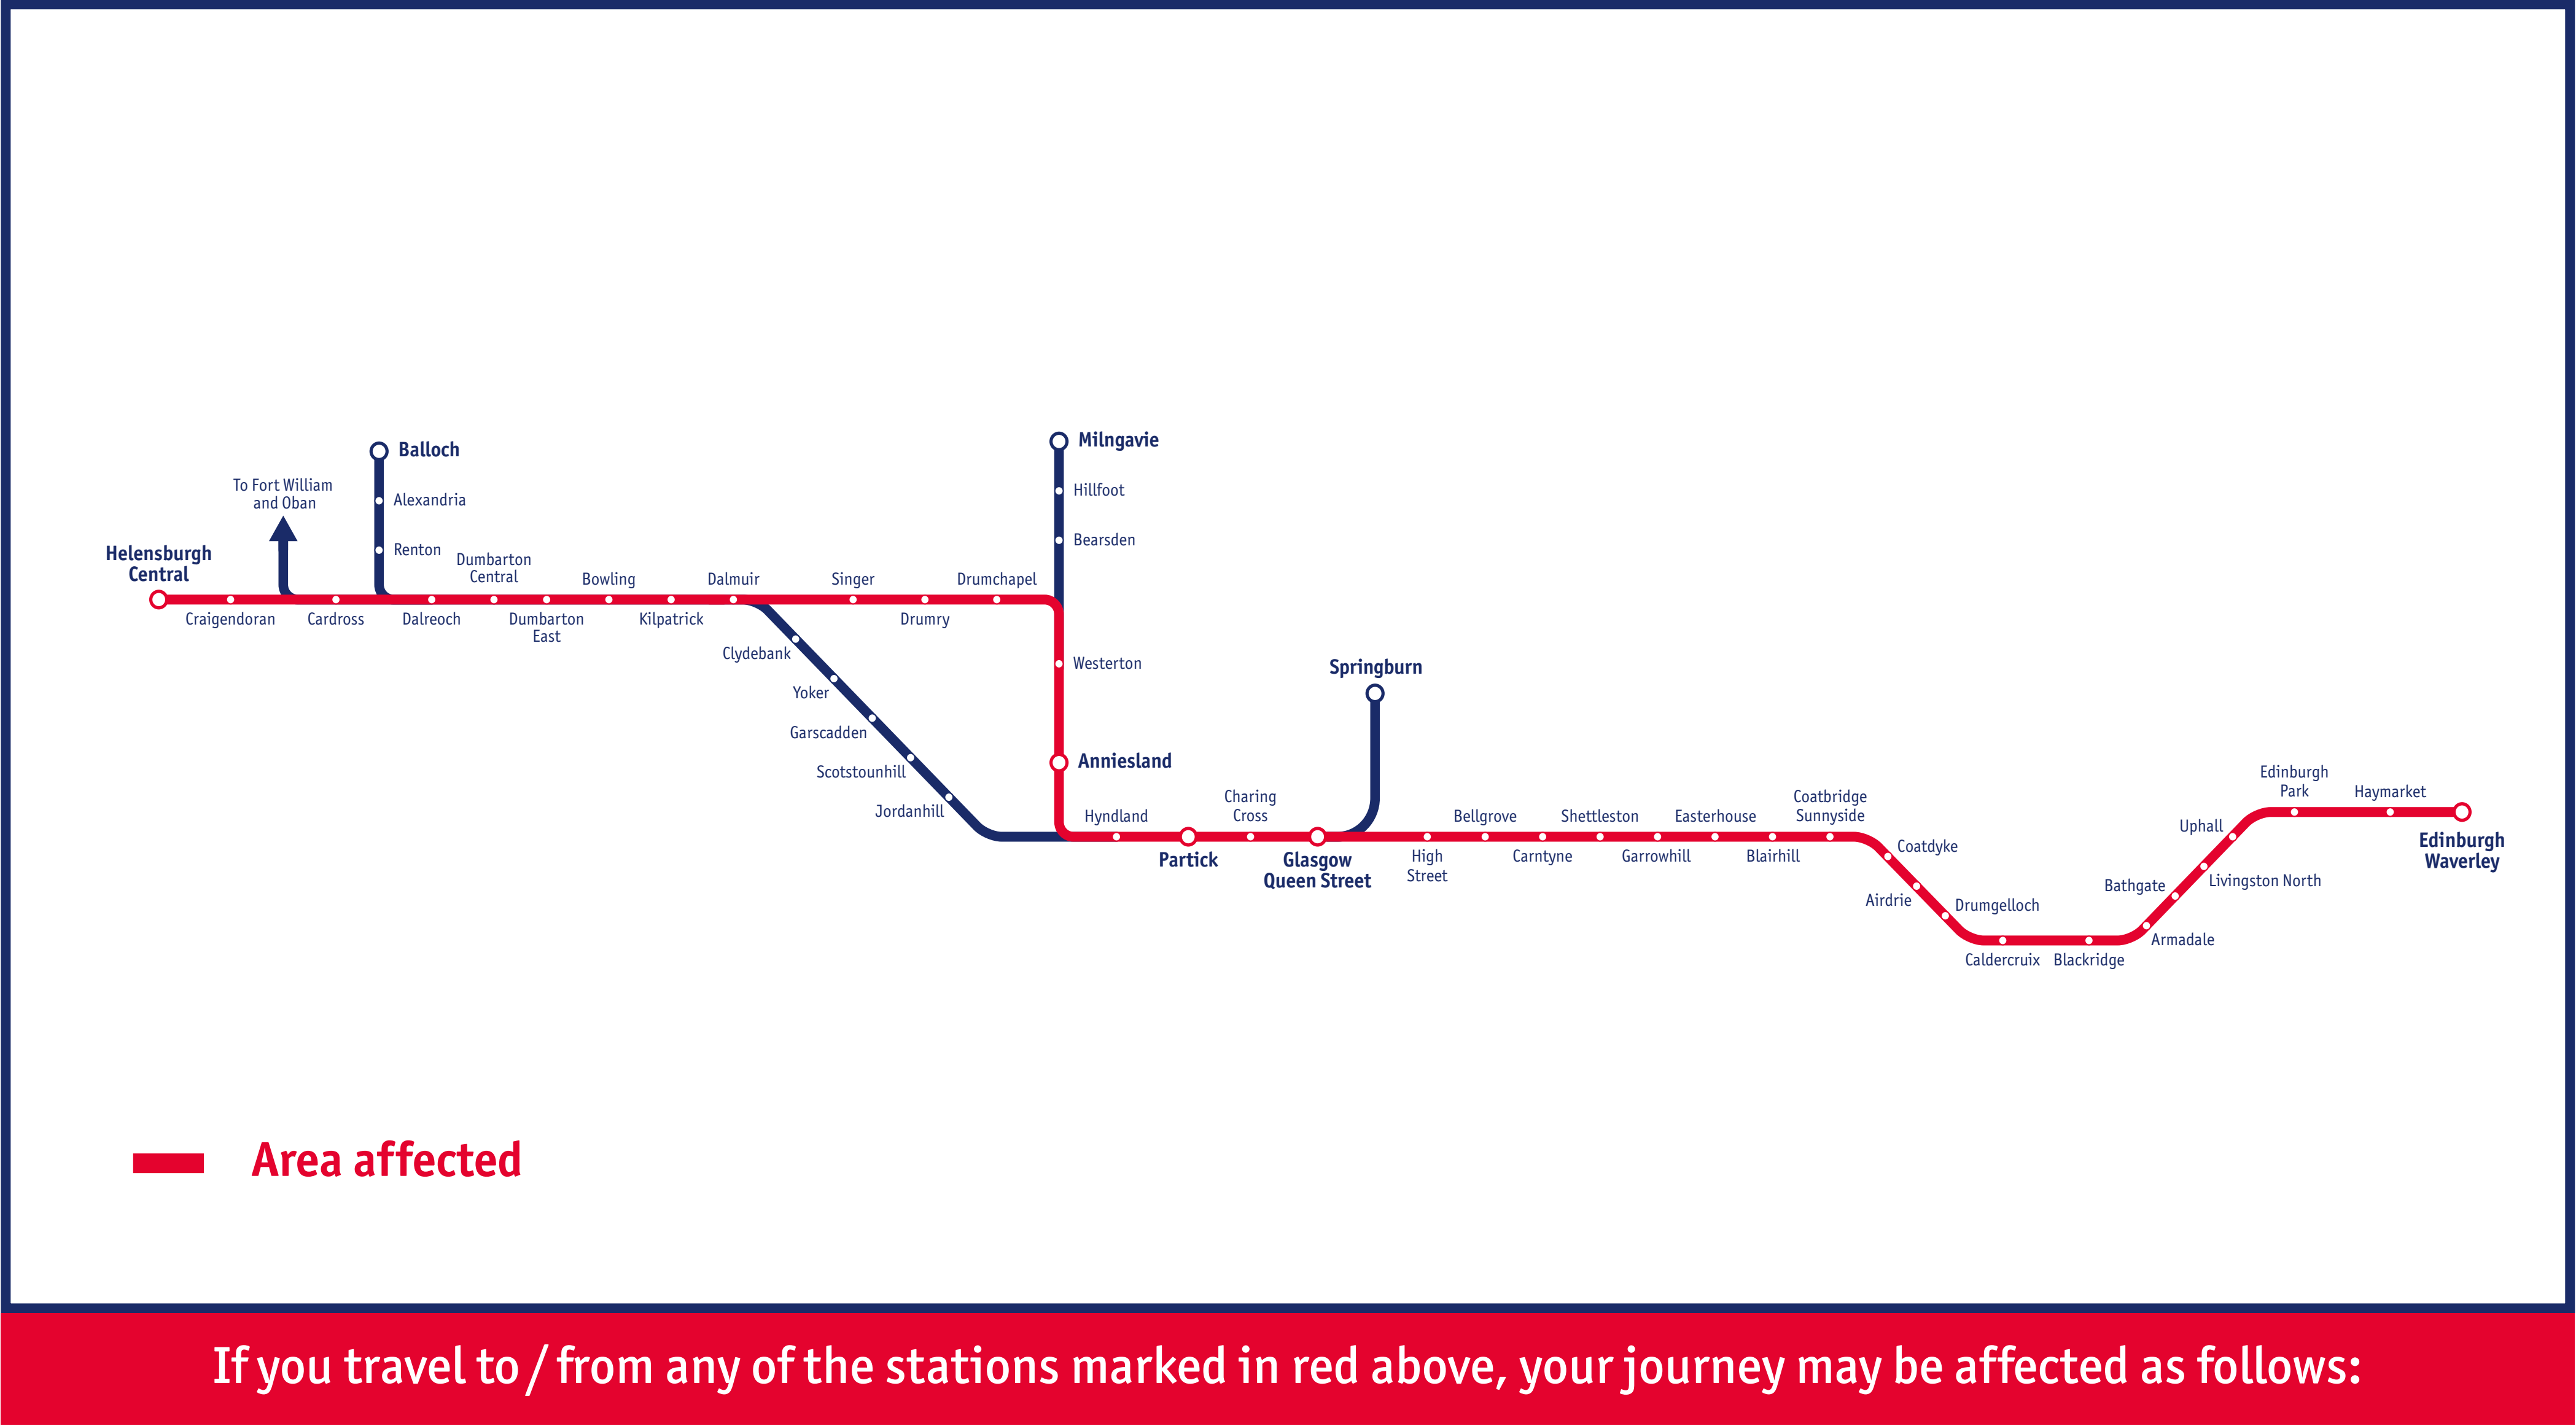 Balloch
Alexandria
Renton
To Fort William
and Oban
Helensburgh
Central
Craigendoran
Cardross
Dalreoch
Dumbarton
Central
Dumbarton
East
Bowling
Kilpatrick
Dalmuir
Singer
Drumry
Drumchapel
Milngavie
Hillfoot
Bearsden
Westerton
Anniesland
Clydebank
Yoker
Garscadden
Scotstounhill
Jordanhill
Hyndland
Partick
Charing
Cross
Glasgow
Queen Street
Springburn
High
Street
Bellgrove
Carntyne
Shettleston
Garrowhill
Easterhouse
Blairhill
Coatbridge
Sunnyside
Coatdyke
Airdrie
Drumgelloch
Caldercruix
Blackridge
Armadale
Bathgate
Livingston North
Uphall
Edinburgh
Park
Haymarket
Edinburgh
Waverley
Area affected
If you travel to / from any of the stations marked in red above, your journey may be affected as follows: